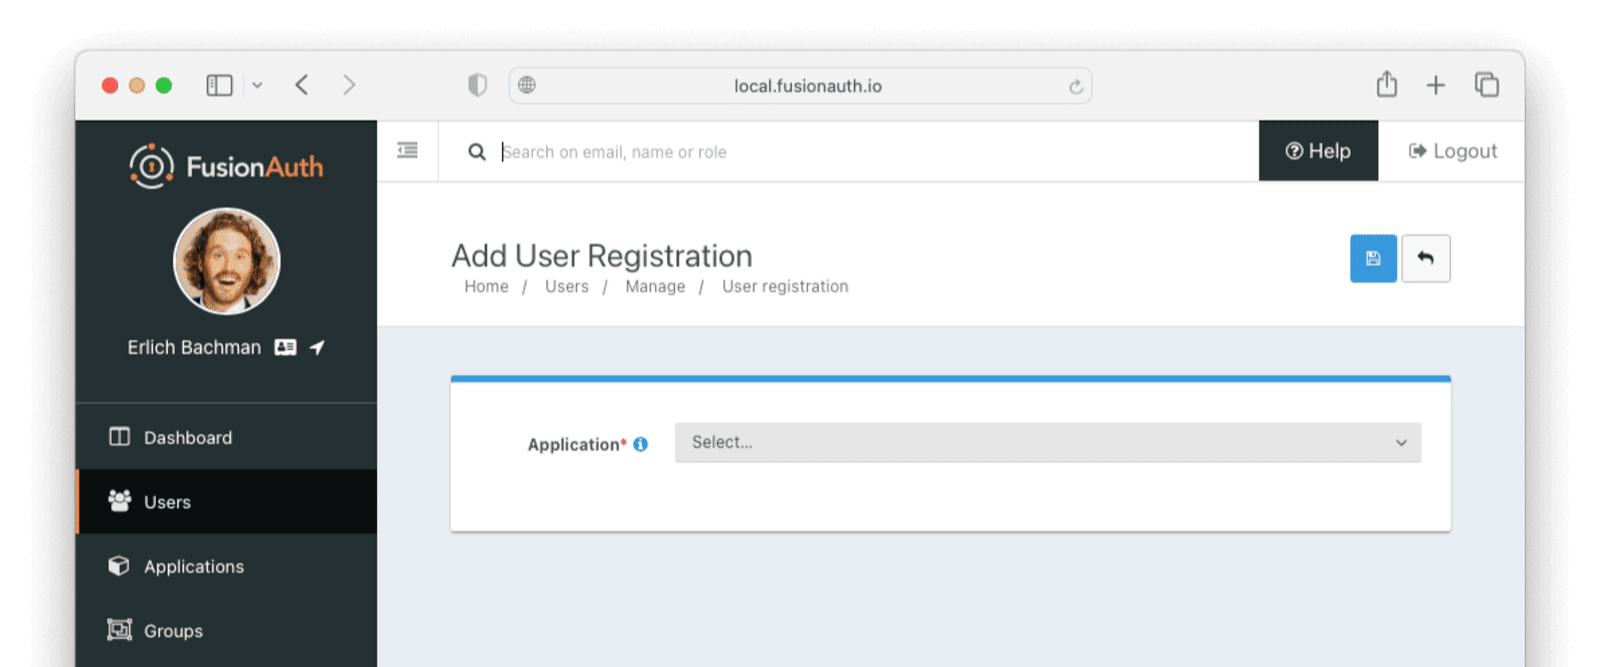 local.fusionauth.io
FusionAuth
Search on email, name or role
Help
Logout
Erlich Bachman
Add User Registration
Home / Users / Manage / User registration
Dashboard
Users
Applications
Groups
Application*
Select...